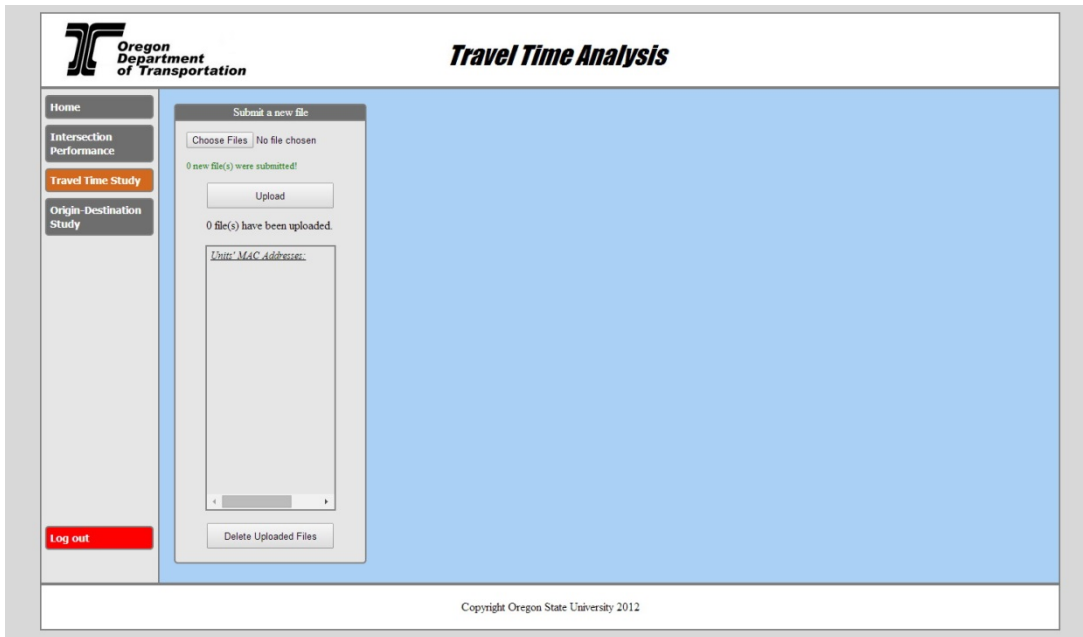 Oregon
Department
of Transportation
Travel Time Analysis
Home
Intersection
Performance
Travel Time Study
Origin-Destination
Study
Log out
Submit a new file
Choose Files No file chosen
0 new file(s) were submitted!
Upload
0 file(s) have been uploaded.
Units' MAC Addresses:
Delete Uploaded Files
Copyright Oregon State University 2012